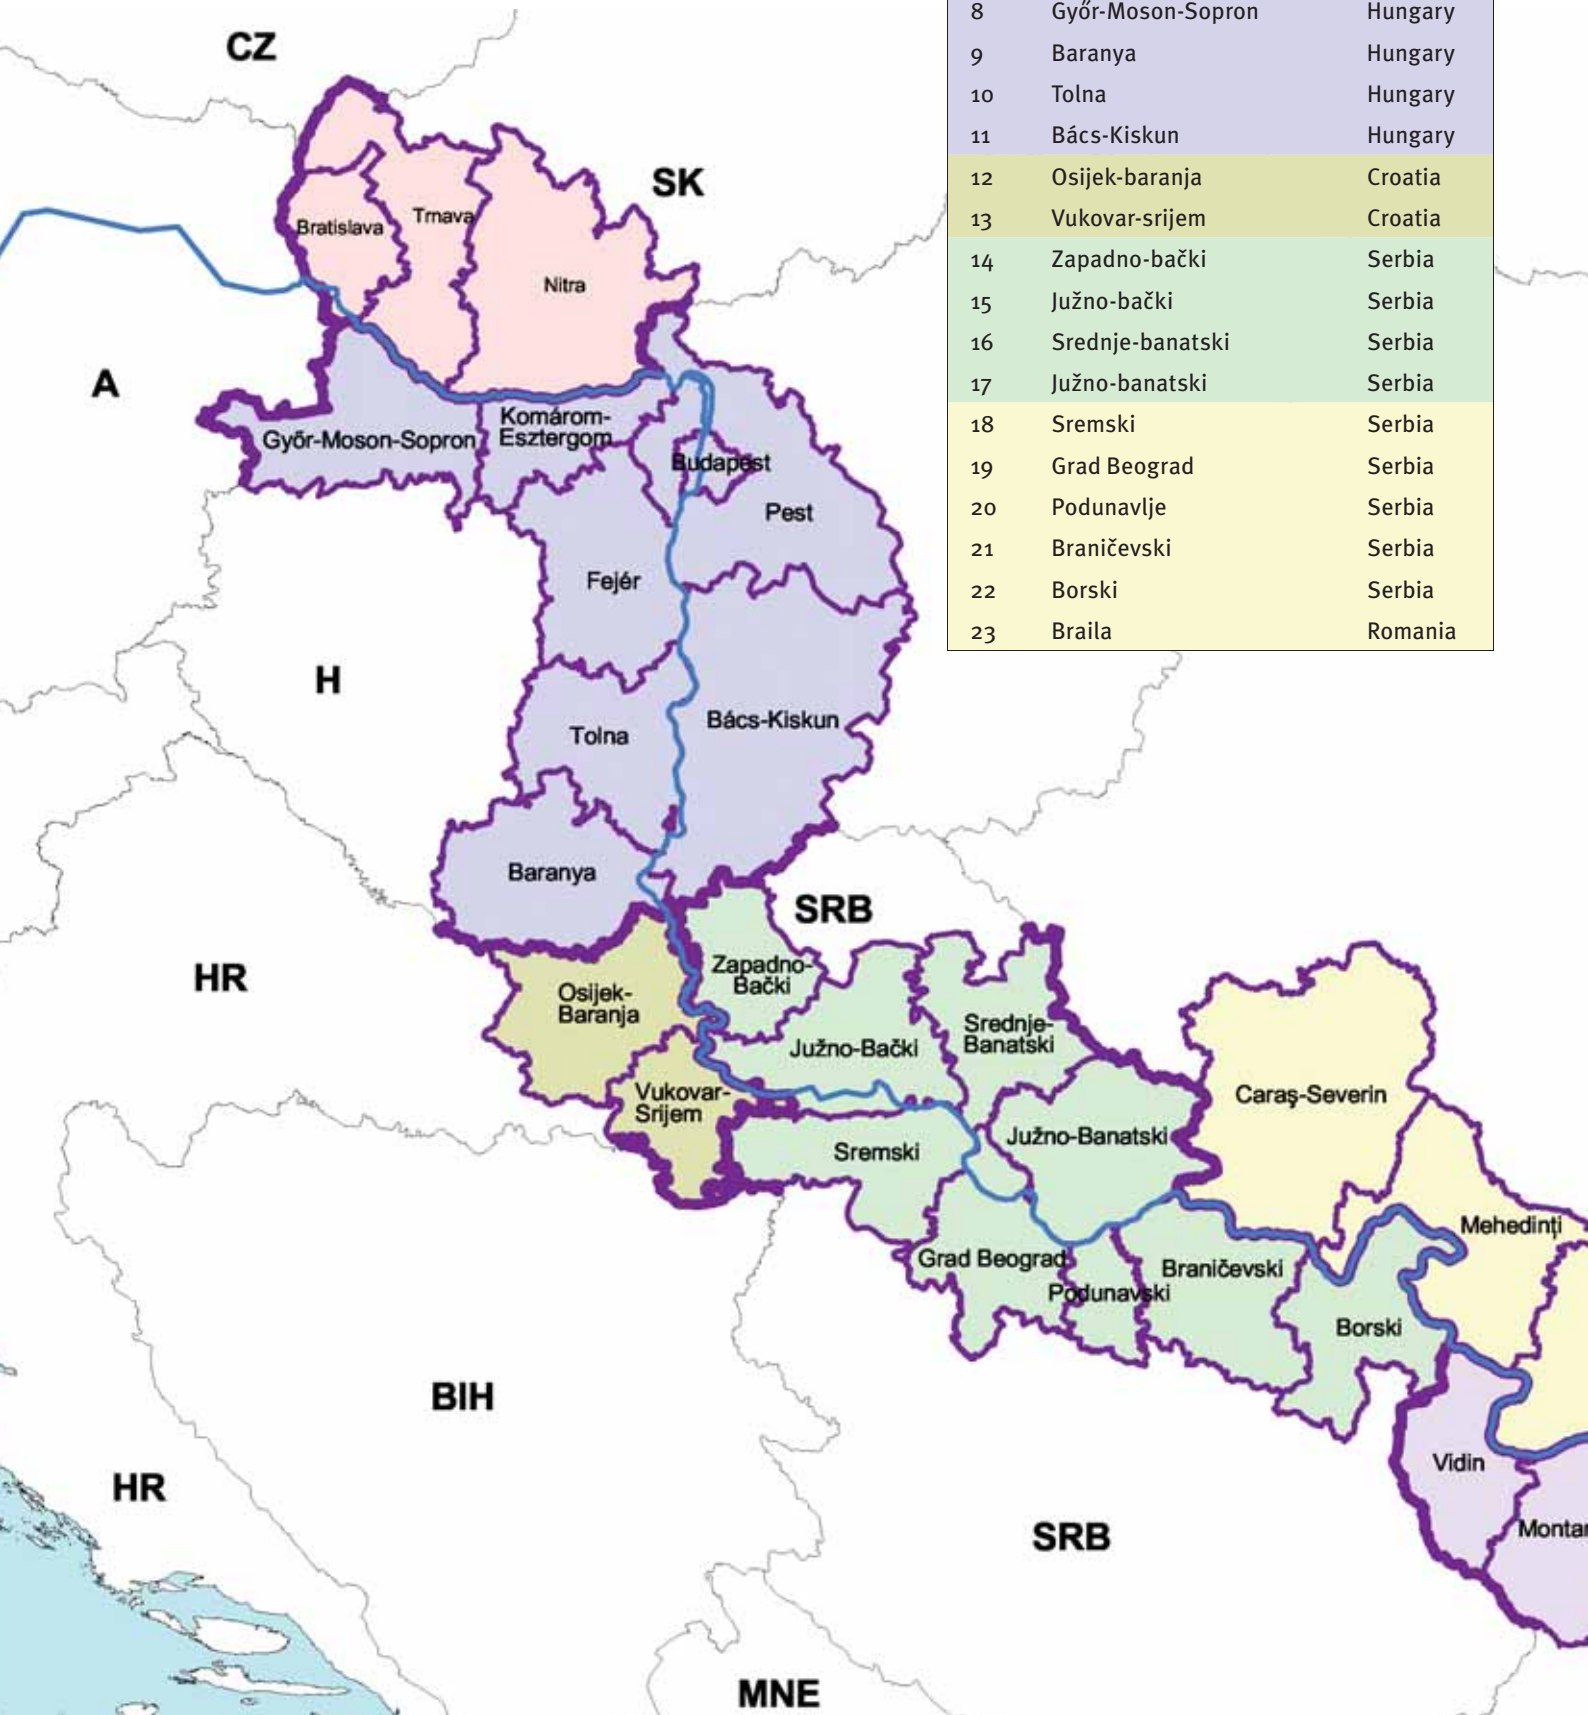 8 Győr-Moson-Sopron Hungary
9 Baranya Hungary
10 Tolna Hungary
11 Bács-Kiskun Hungary
12 Osijek-baranja Croatia
13 Vukovar-srijem Croatia
14 Zapadno-bački Serbia
15 Južno-bački Serbia
16 Srednje-banatski Serbia
17 Južno-banatski Serbia
18 Sremski Serbia
19 Grad Beograd Serbia
20 Podunavlje Serbia
21 Braničevski Serbia
22 Borski Serbia
23 Braila Romania
CZ
SK
Bratislava
Trnava
Nitra
A
Győr-Moson-Sopron
Komárom-
Esztergom
Budapest
Pest
Fejér
H
Tolna
Bács-Kiskun
Baranya
SRB
HR
Osijek-
Baranja
Zapadno-
Bački
Južno-Bački
Srednje-
Banatski
Vukovar-
Srijem
Sremski
Južno-Banatski
Caraş-Severin
Grad Beograd
Podunavski
Braničevski
Mehedinţi
Borski
BIH
HR
Vidin
SRB
MNE